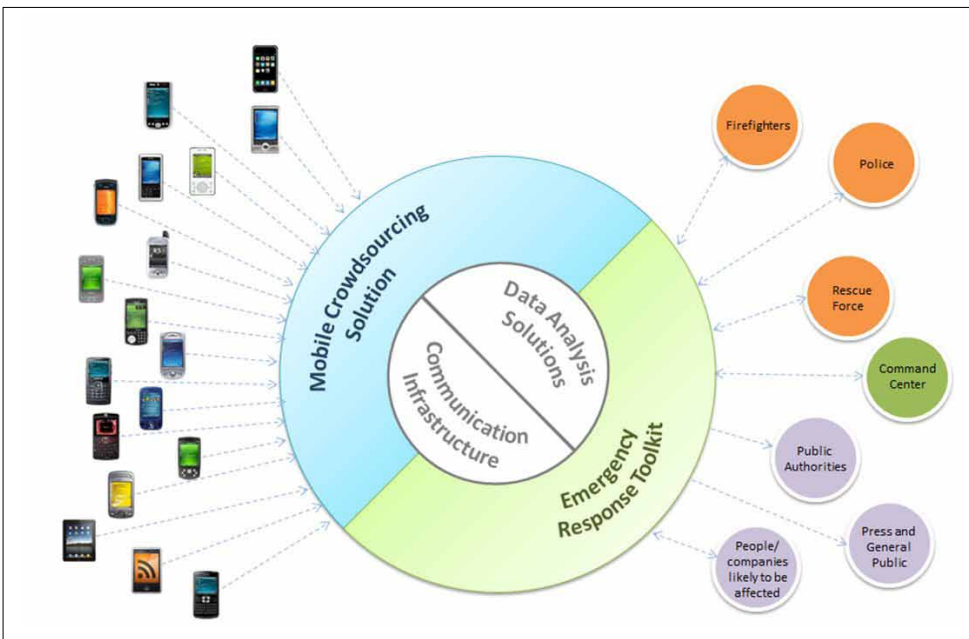 Mobile Crowdsourcing
Solution
Data Analysis
Solutions
Communication
Infrastructure
Emergency
Response Toolkit
Firefighters
Police
Rescue
Force
Command
Center
Public
Authorities
Press and
General
Public
People/
companies
likely to be
affected